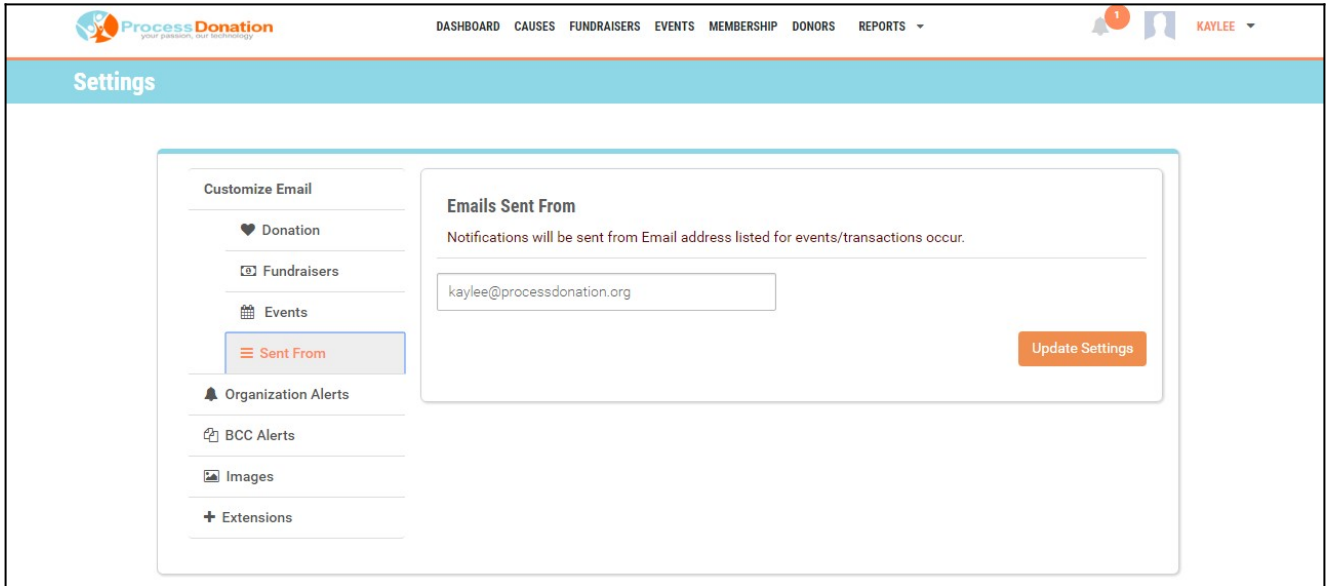 Process Donation
your passion, our technology
DASHBOARD CAUSES FUNDRAISERS EVENTS MEMBERSHIP DONORS REPORTS
1
KAYLEE
Settings
Customize Email
Donation
Fundraisers
Events
Sent From
Organization Alerts
BCC Alerts
Images
Extensions
Emails Sent From
Notifications will be sent from Email address listed for events/transactions occur.
kaylee@processdonation.org
Update Settings